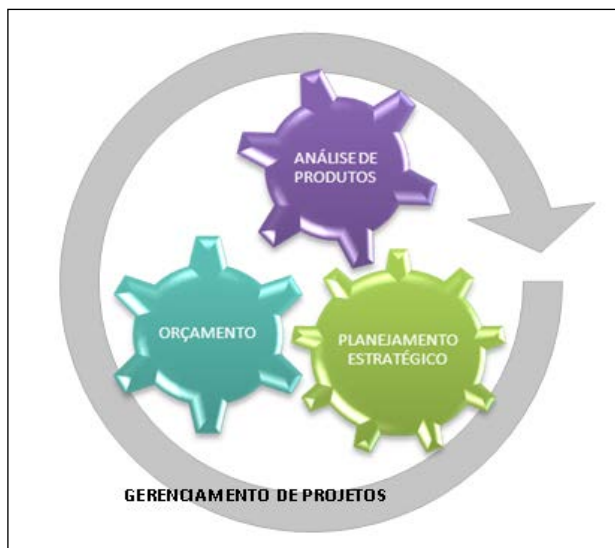 ANÁLISE DE
PRODUTOS
ORÇAMENTO
PLANEJAMENTO
ESTRATÉGICO
GERENCIAMENTO DE PROJETOS